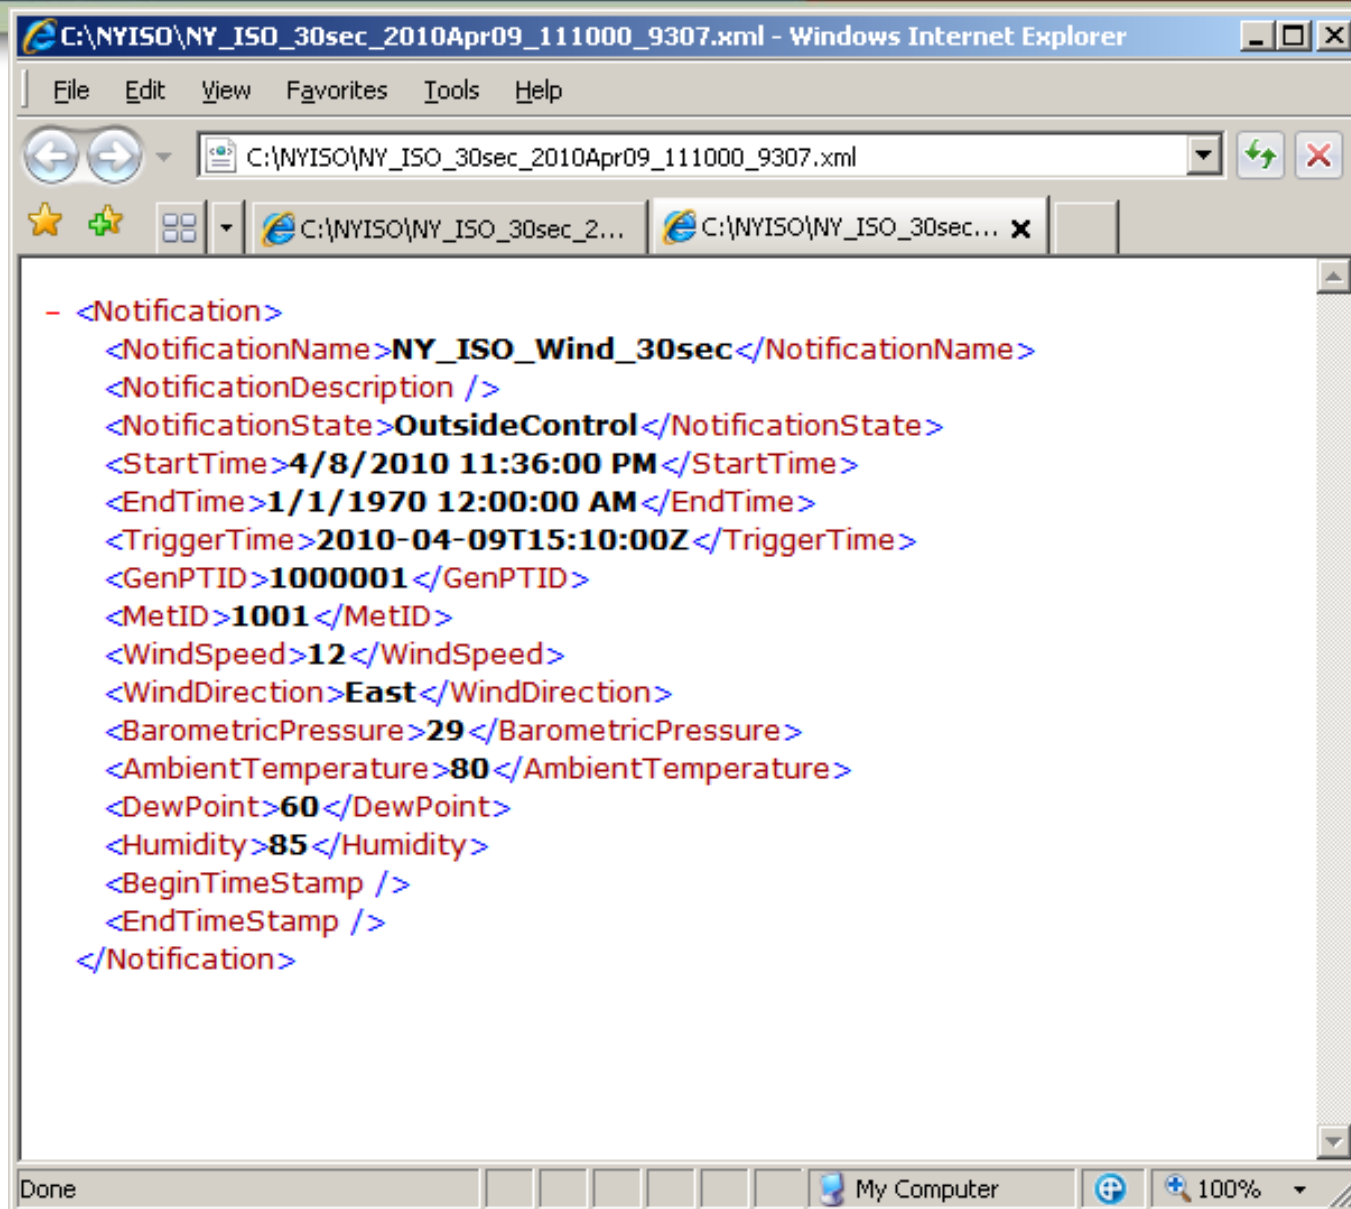 C:\NYISO\NY_ISO_30sec_2010Apr09_111000_9307.xml - Windows Internet Explorer
File Edit View Favorites Tools Help
C:\NYISO\NY_ISO_30sec_2010Apr09_111000_9307.xml
C:\NYISO\NY_ISO_30sec_2... C:\NYISO\NY_ISO_30sec...
- <Notification>
<NotificationName>NY_ISO_Wind_30sec</NotificationName>
<NotificationDescription />
<NotificationState>OutsideControl</NotificationState>
<StartTime>4/8/2010 11:36:00 PM</StartTime>
<EndTime>1/1/1970 12:00:00 AM</EndTime>
<TriggerTime>2010-04-09T15:10:00Z</TriggerTime>
<GenPTID>1000001</GenPTID>
<MetID>1001</MetID>
<WindSpeed>12</WindSpeed>
<WindDirection>East</WindDirection>
<BarometricPressure>29</BarometricPressure>
<AmbientTemperature>80</AmbientTemperature>
<DewPoint>60</DewPoint>
<Humidity>85</Humidity>
<BeginTimeStamp />
<EndTimeStamp />
</Notification>
Done My Computer 100%